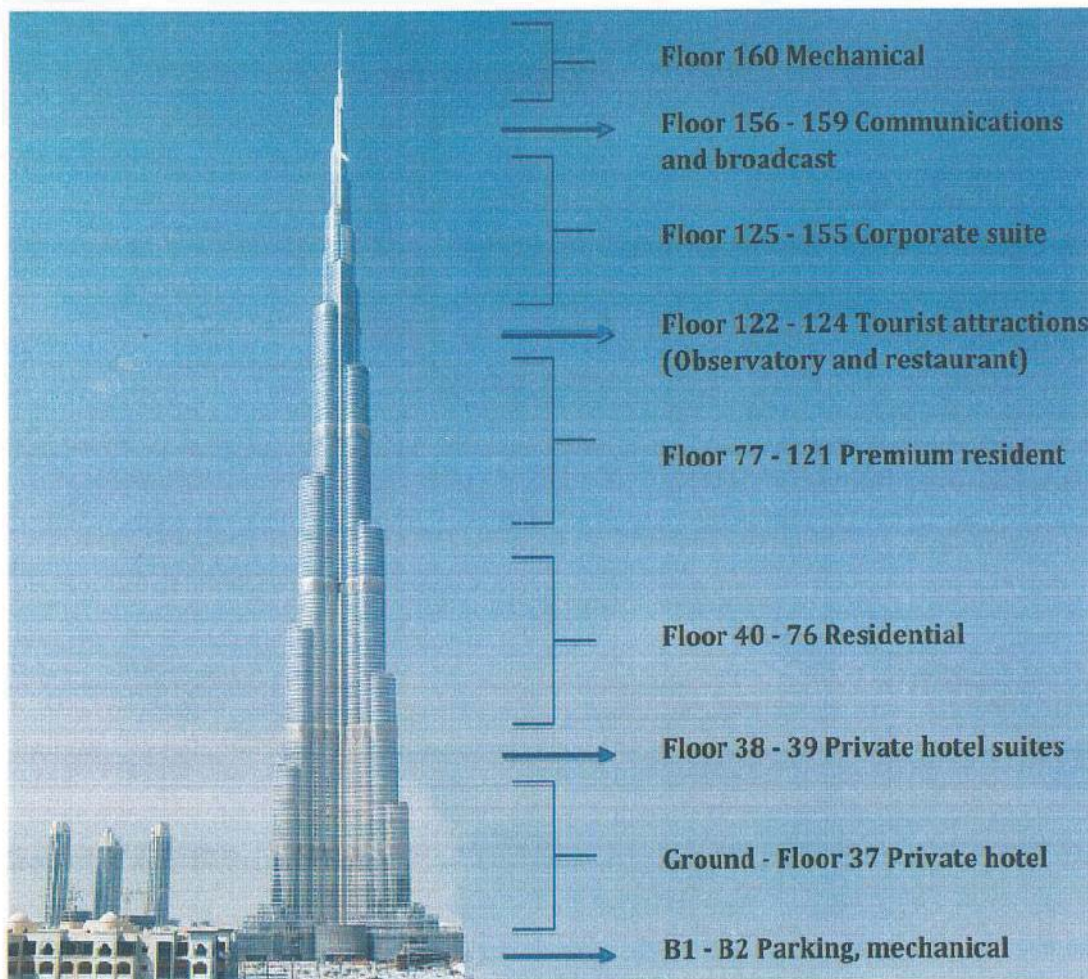 Floor 160 Mechanical
Floor 156 - 159 Communications
and broadcast
Floor 125 - 155 Corporate suite
Floor 122 - 124 Tourist attractions
(Observatory and restaurant)
Floor 77 - 121 Premium resident
Floor 40 - 76 Residential
Floor 38 - 39 Private hotel suites
Ground - Floor 37 Private hotel
B1 - B2 Parking, mechanical